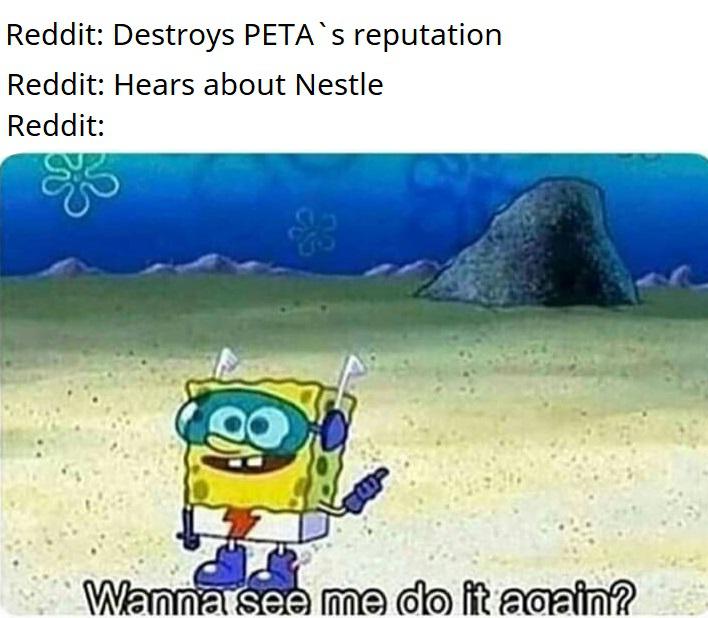 Reddit: Destroys PETA`s reputation
Reddit: Hears about Nestle
Reddit:
Wanna see me do it again?